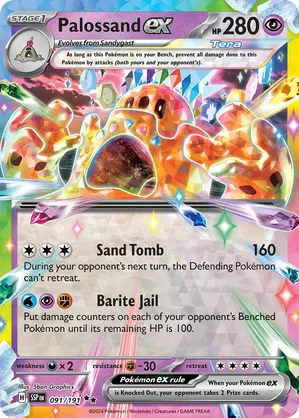 STAGE 1
Palossand ex
HP 280
Evolves from Sandygast
Tera
As long as this Pokémon is on your Bench, prevent all damage done to this
Pokémon by attacks (both yours and your opponent's).
Sand Tomb 160
During your opponent's next turn, the Defending Pokémon
can't retreat.
Barite Jail
Put damage counters on each of your opponent's Benched
Pokémon until its remaining HP is 100.
weakness ×2 resistance -30 retreat
Illus. 5ban Graphics
Pokémon ex rule
When your Pokémon ex
is Knocked Out, your opponent takes 2 Prize cards.
H SSP EN 091/191
©2024 Pokémon / Nintendo / Creatures / GAME FREAK